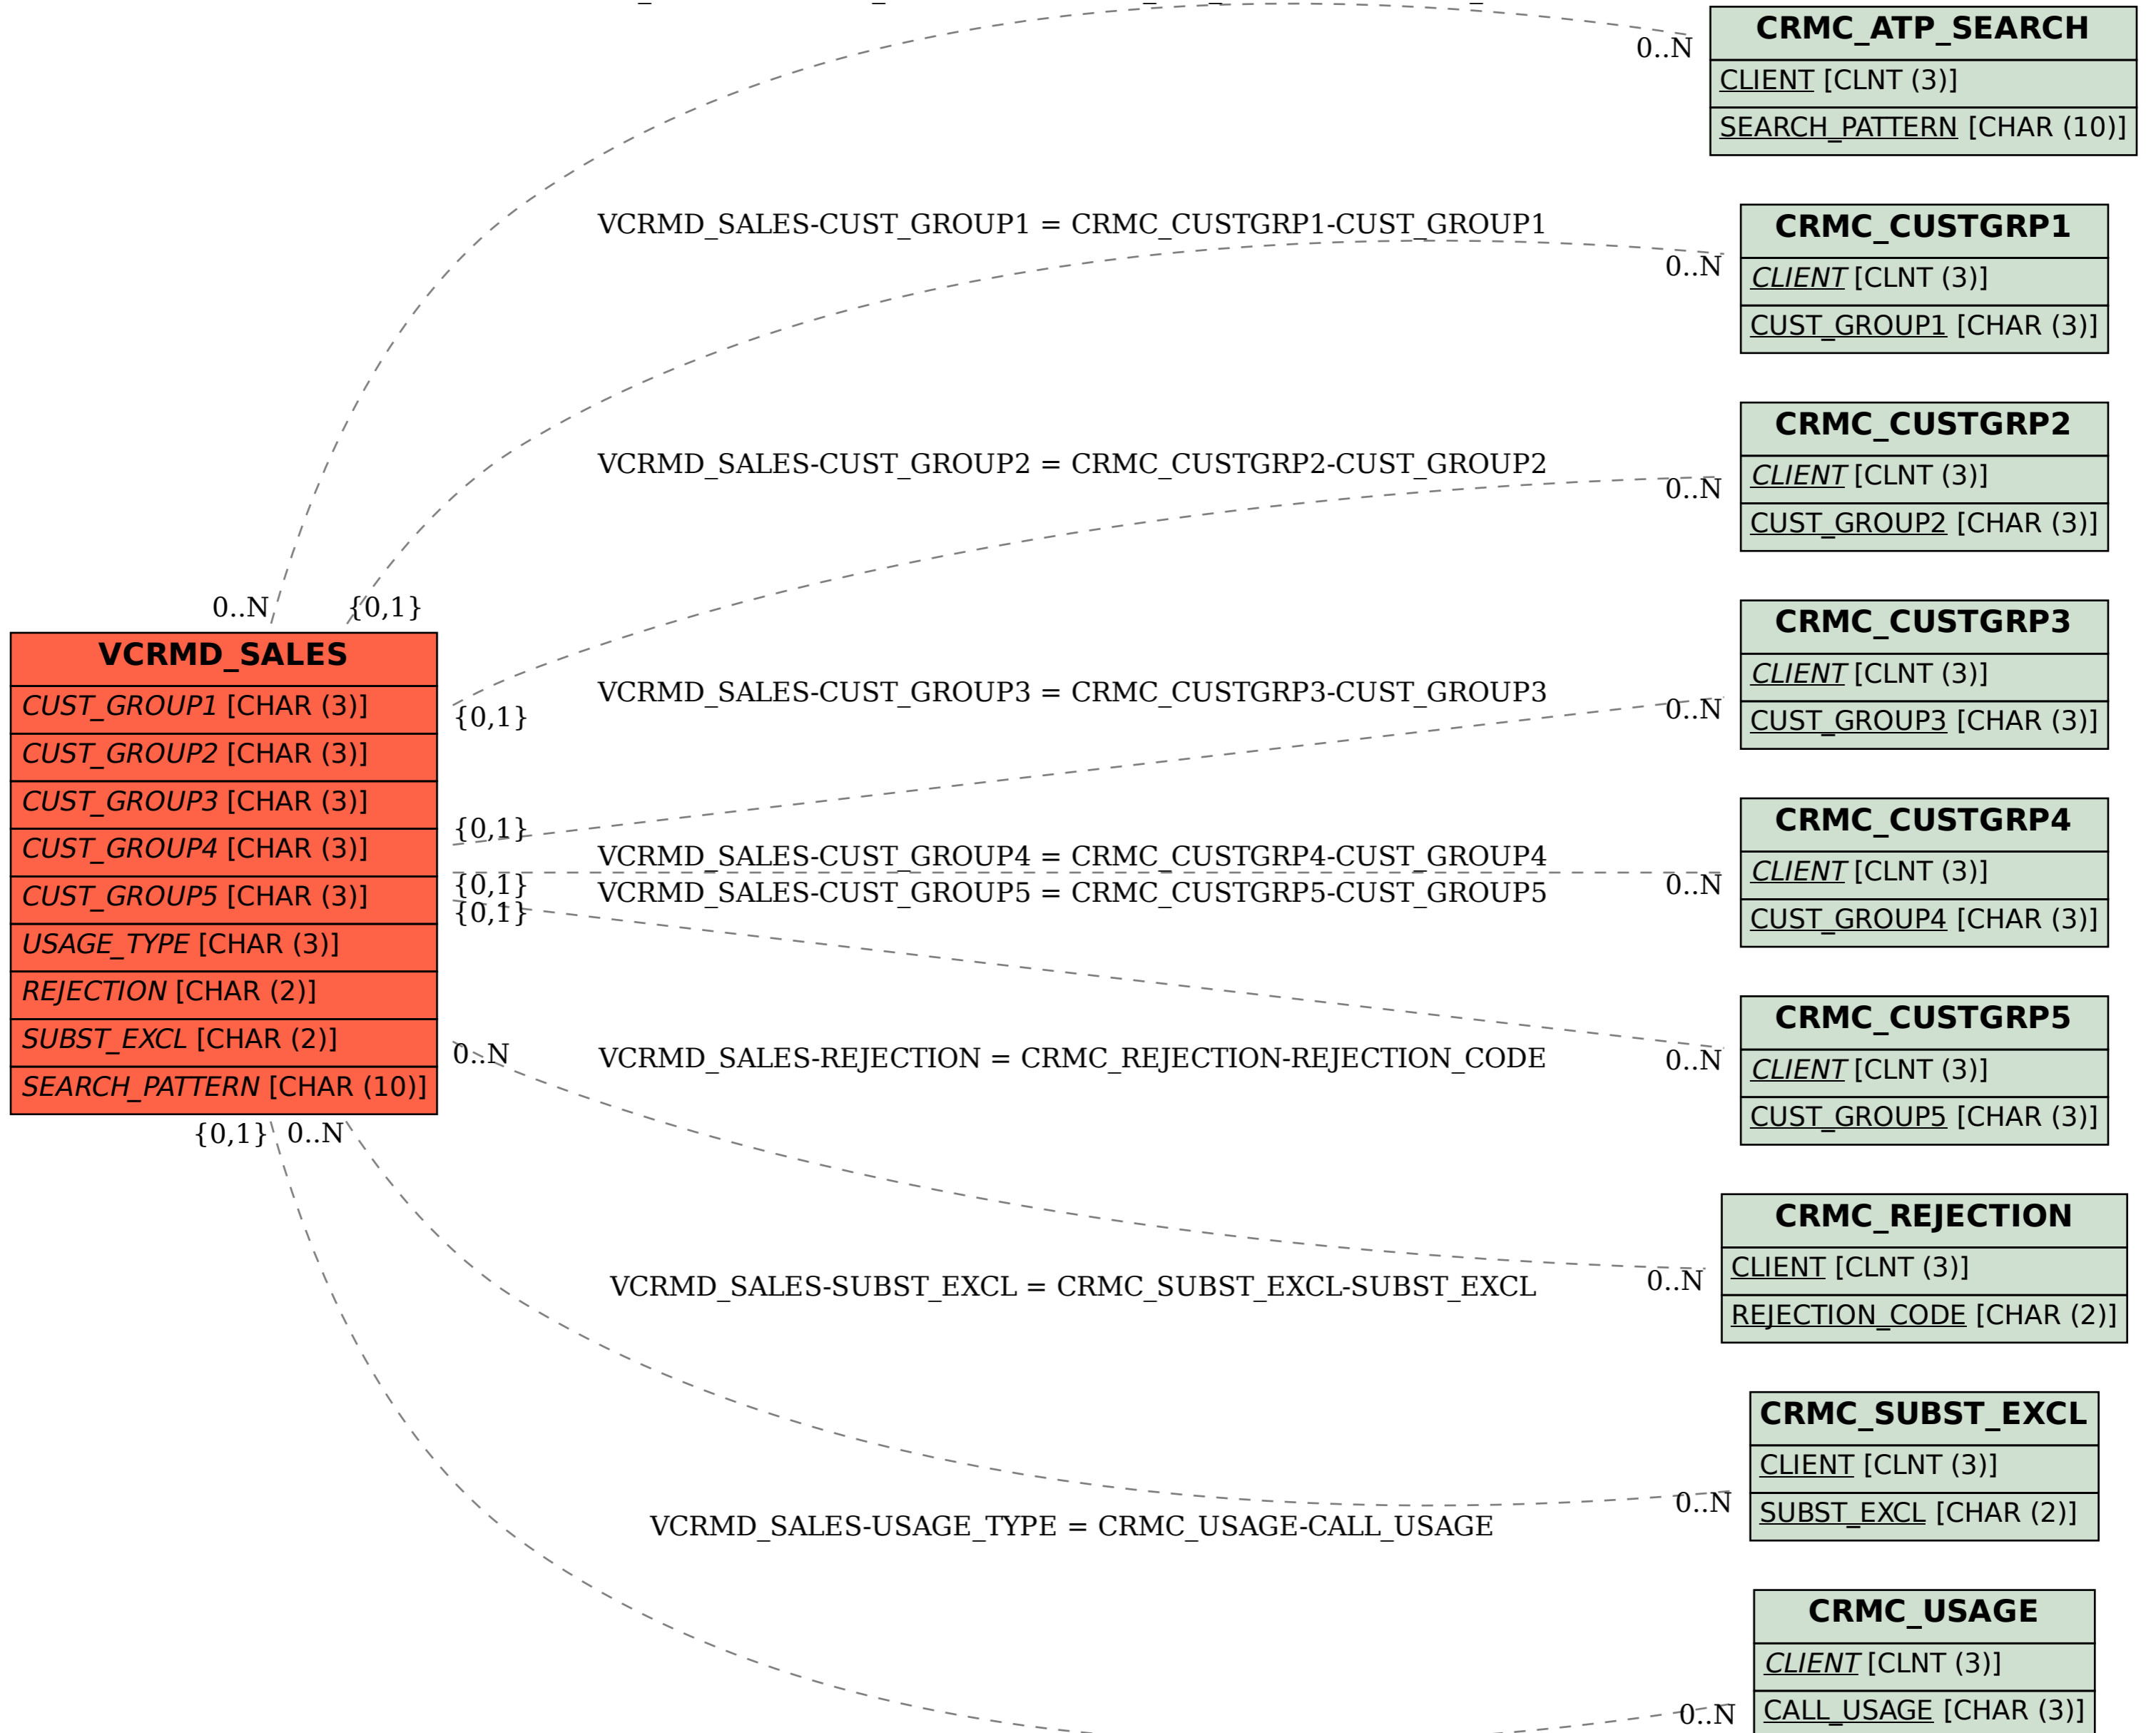 CRMC_ATP_SEARCH
0..N
CLIENT [CLNT (3)]
SEARCH_PATTERN [CHAR (10)]
VCRMD_SALES-CUST_GROUP1 = CRMC_CUSTGRP1-CUST_GROUP1
CRMC_CUSTGRP1
0..N
CLIENT [CLNT (3)]
CUST_GROUP1 [CHAR (3)]
CRMC_CUSTGRP2
VCRMD_SALES-CUST_GROUP2 = CRMC_CUSTGRP2-CUST_GROUP2
0..N
CLIENT [CLNT (3)]
CUST_GROUP2 [CHAR (3)]
0..N
{0,1}
CRMC_CUSTGRP3
VCRMD_SALES
CLIENT [CLNT (3)]
VCRMD_SALES-CUST_GROUP3 = CRMC_CUSTGRP3-CUST_GROUP3
CUST_GROUP1 [CHAR (3)]
{0,1}
0..N
CUST_GROUP3 [CHAR (3)]
CUST_GROUP2 [CHAR (3)]
CUST_GROUP3 [CHAR (3)]
{0,1}
CRMC_CUSTGRP4
CUST_GROUP4 [CHAR (3)]
VCRMD_SALES-CUST_GROUP4 = CRMC_CUSTGRP4-CUST_GROUP4
CLIENT [CLNT (3)]
{0,1}
0..N
CUST_GROUP5 [CHAR (3)]
VCRMD_SALES-CUST_GROUP5 = CRMC_CUSTGRP5-CUST_GROUP5
{0,1}
CUST_GROUP4 [CHAR (3)]
USAGE_TYPE [CHAR (3)]
REJECTION [CHAR (2)]
CRMC_CUSTGRP5
SUBST_EXCL [CHAR (2)]
0..N
VCRMD_SALES-REJECTION = CRMC_REJECTION-REJECTION_CODE
0..N
CLIENT [CLNT (3)]
SEARCH_PATTERN [CHAR (10)]
CUST_GROUP5 [CHAR (3)]
{0,1}
0..N
CRMC_REJECTION
CLIENT [CLNT (3)]
VCRMD_SALES-SUBST_EXCL = CRMC_SUBST_EXCL-SUBST_EXCL
0..N
REJECTION_CODE [CHAR (2)]
CRMC_SUBST_EXCL
CLIENT [CLNT (3)]
0..N
SUBST_EXCL [CHAR (2)]
VCRMD_SALES-USAGE_TYPE = CRMC_USAGE-CALL_USAGE
CRMC_USAGE
CLIENT [CLNT (3)]
0..N
CALL_USAGE [CHAR (3)]